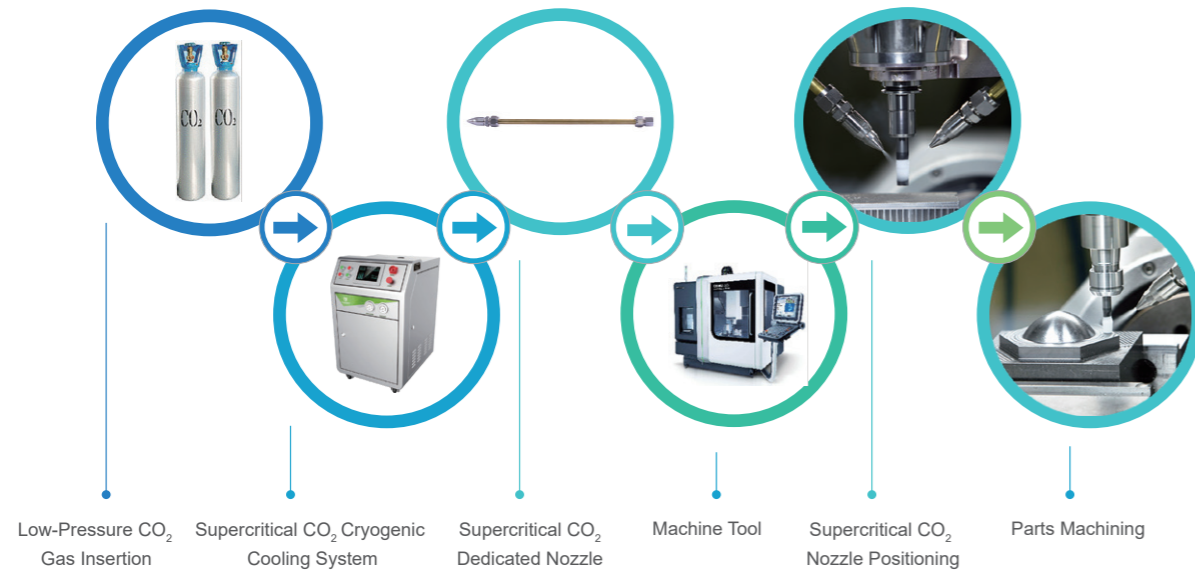 CO₂
CO₂
Low-Pressure CO₂
Gas Insertion
Supercritical CO₂ Cryogenic
Cooling System
Supercritical CO₂
Dedicated Nozzle
Machine Tool
Supercritical CO₂
Nozzle Positioning
Parts Machining